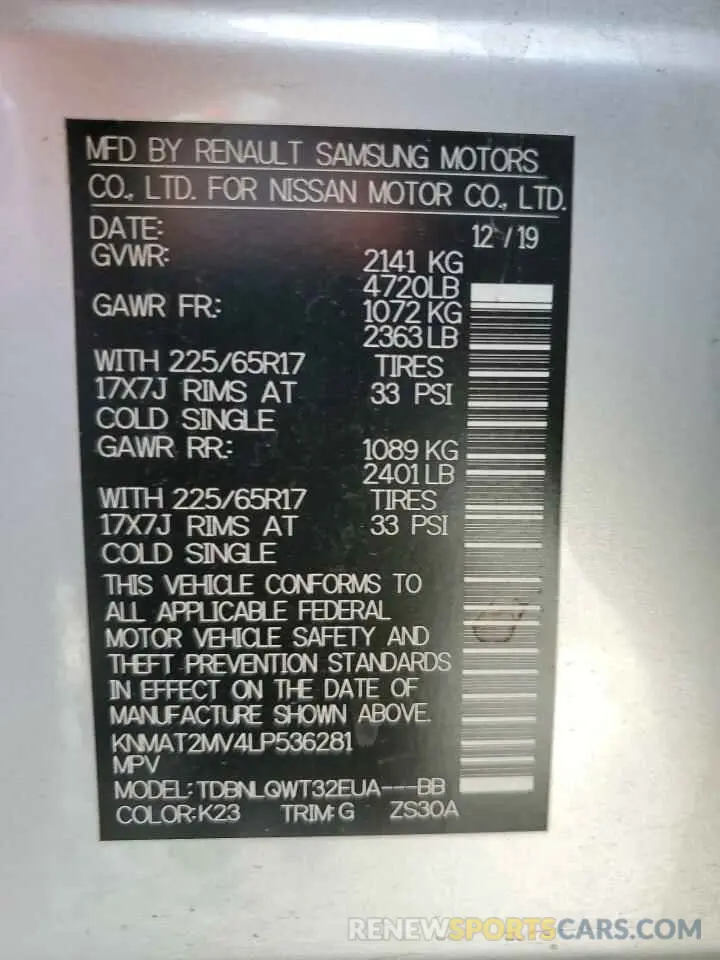 MFD BY RENAULT SAMSUNG MOTORS
CO., LTD. FOR NISSAN MOTOR CO., LTD.
DATE: 12 / 19
GVWR: 2141 KG
4720LB
GAWR FR: 1072 KG
2363LB
WITH 225/65R17 TIRES
17X7J RIMS AT 33 PSI
COLD SINGLE
GAWR RR: 1089 KG
2401LB
WITH 225/65R17 TIRES
17X7J RIMS AT 33 PSI
COLD SINGLE
THIS VEHICLE CONFORMS TO
ALL APPLICABLE FEDERAL
MOTOR VEHICLE SAFETY AND
THEFT PREVENTION STANDARDS
IN EFFECT ON THE DATE OF
MANUFACTURE SHOWN ABOVE.
KNMAT2MV4LP536281
MPV
MODEL: TDBNLQWT32EUA---BB
COLOR:K23 TRIM: G ZS30A
RENEWSPORTSCARS.COM